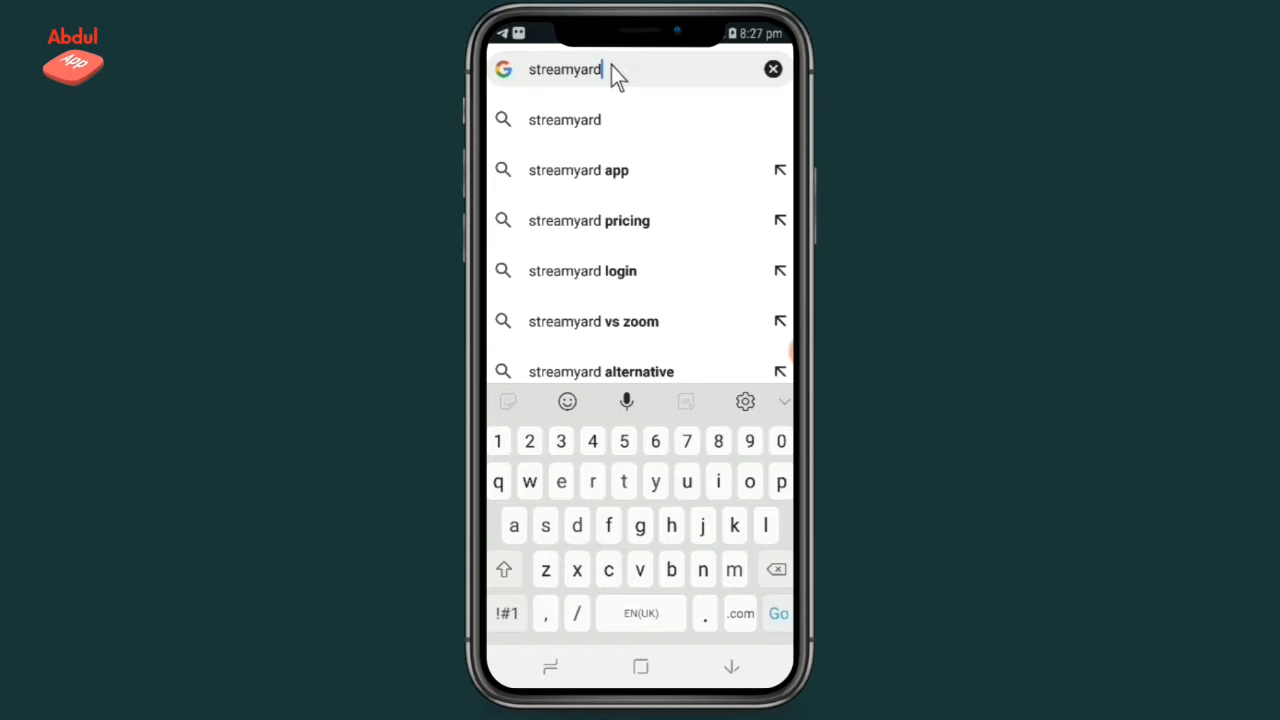 Abdul
App
8:27 pm
streamyard
streamyard
streamyard app
streamyard pricing
streamyard login
streamyard vs zoom
streamyard alternative
1 2 3 4 5 6 7 8 9 0
q w e r t y u i o p
a s d f g h j k l
z x c v b n m
!#1 , / EN(UK) . .com Go